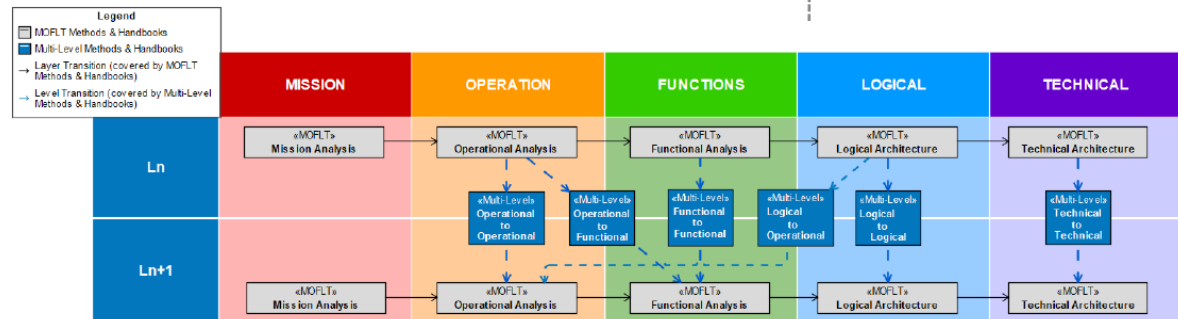 Legend
MOFLT Methods & Handbooks
Multi-Level Methods & Handbooks
Layer Transition (covered by MOFLT
Methods & Handbooks)
Level Transition (covered by Multi-Level
Methods & Handbooks)
MISSION
OPERATION
FUNCTIONS
LOGICAL
TECHNICAL
Ln
«MOFLT»
Mission Analysis
«MOFLT»
Operational Analysis
«MOFLT»
Functional Analysis
«MOFLT»
Logical Architecture
«MOFLT»
Technical Architecture
«Multi-Level»
Operational
to
Operational
«Multi-Level»
Operational
to
Functional
«Multi-Level»
Functional
to
Functional
«Multi-Level»
Logical
to
Operational
«Multi-Level»
Logical
to
Logical
«Multi-Level»
Technical
to
Technical
Ln+1
«MOFLT»
Mission Analysis
«MOFLT»
Operational Analysis
«MOFLT»
Functional Analysis
«MOFLT»
Logical Architecture
«MOFLT»
Technical Architecture